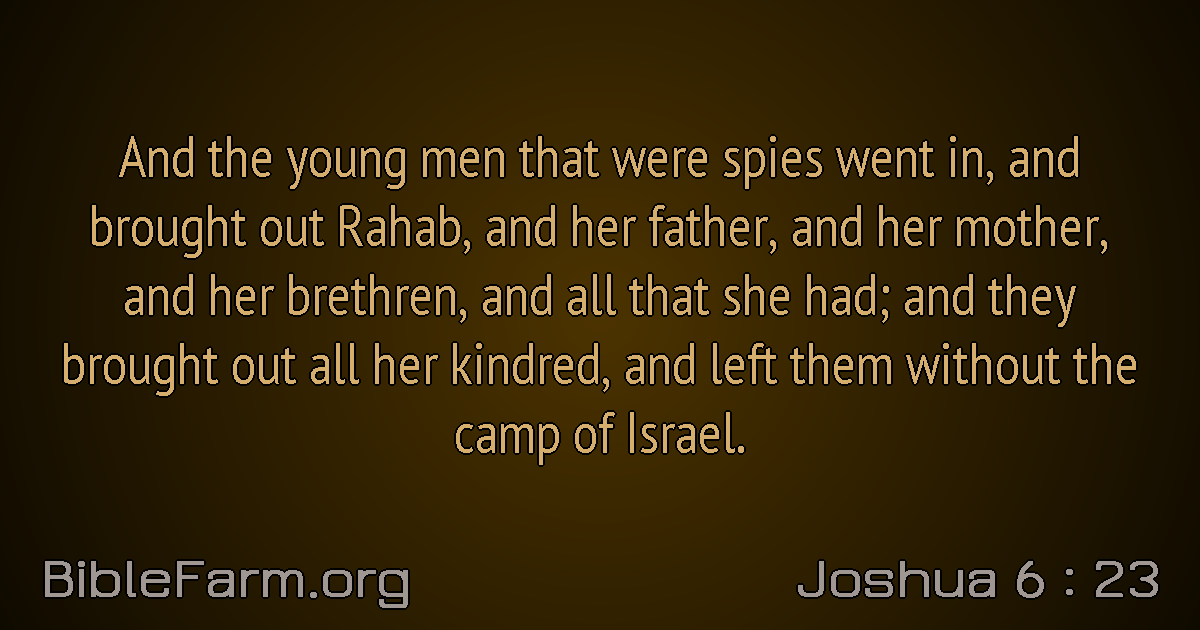 And the young men that were spies went in, and
brought out Rahab, and her father, and her mother,
and her brethren, and all that she had; and they
brought out all her kindred, and left them without the
camp of Israel.
BibleFarm.org
Joshua 6 : 23